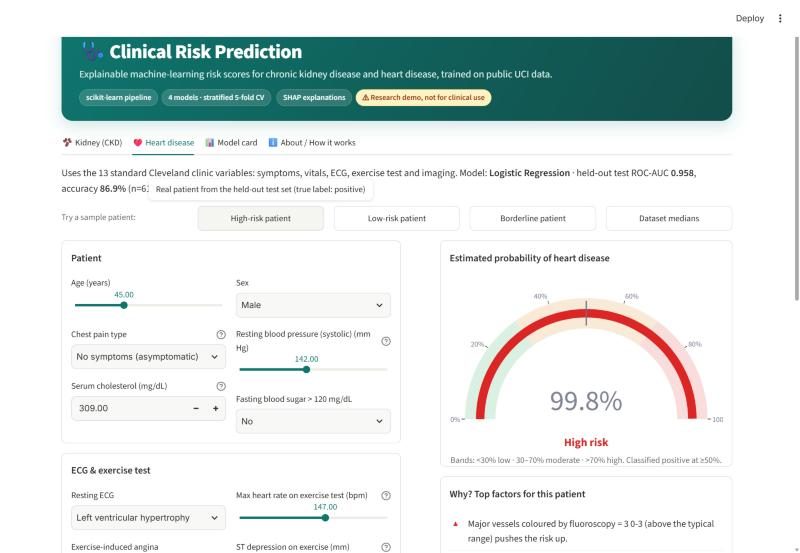 Deploy
Clinical Risk Prediction
Explainable machine-learning risk scores for chronic kidney disease and heart disease, trained on public UCI data.
scikit-learn pipeline
4 models · stratified 5-fold CV
SHAP explanations
⚠ Research demo, not for clinical use
Kidney (CKD)
Heart disease
Model card
About / How it works
Uses the 13 standard Cleveland clinic variables: symptoms, vitals, ECG, exercise test and imaging. Model: Logistic Regression · held-out test ROC-AUC 0.958,
accuracy 86.9% (n=61
Real patient from the held-out test set (true label: positive)
Try a sample patient:
High-risk patient
Low-risk patient
Borderline patient
Dataset medians
Patient
Age (years)
45.00
Sex
Male
Chest pain type
No symptoms (asymptomatic)
Resting blood pressure (systolic) (mm
Hg)
142.00
Serum cholesterol (mg/dL)
309.00
Fasting blood sugar > 120 mg/dL
No
ECG & exercise test
Resting ECG
Left ventricular hypertrophy
Max heart rate on exercise test (bpm)
147.00
Exercise-induced angina
ST depression on exercise (mm)
Estimated probability of heart disease
0%
20%
40%
60%
80%
100
99.8%
High risk
Bands: <30% low · 30–70% moderate · >70% high. Classified positive at ≥50%.
Why? Top factors for this patient
Major vessels coloured by fluoroscopy = 3 0-3 (above the typical
range) pushes the risk up.